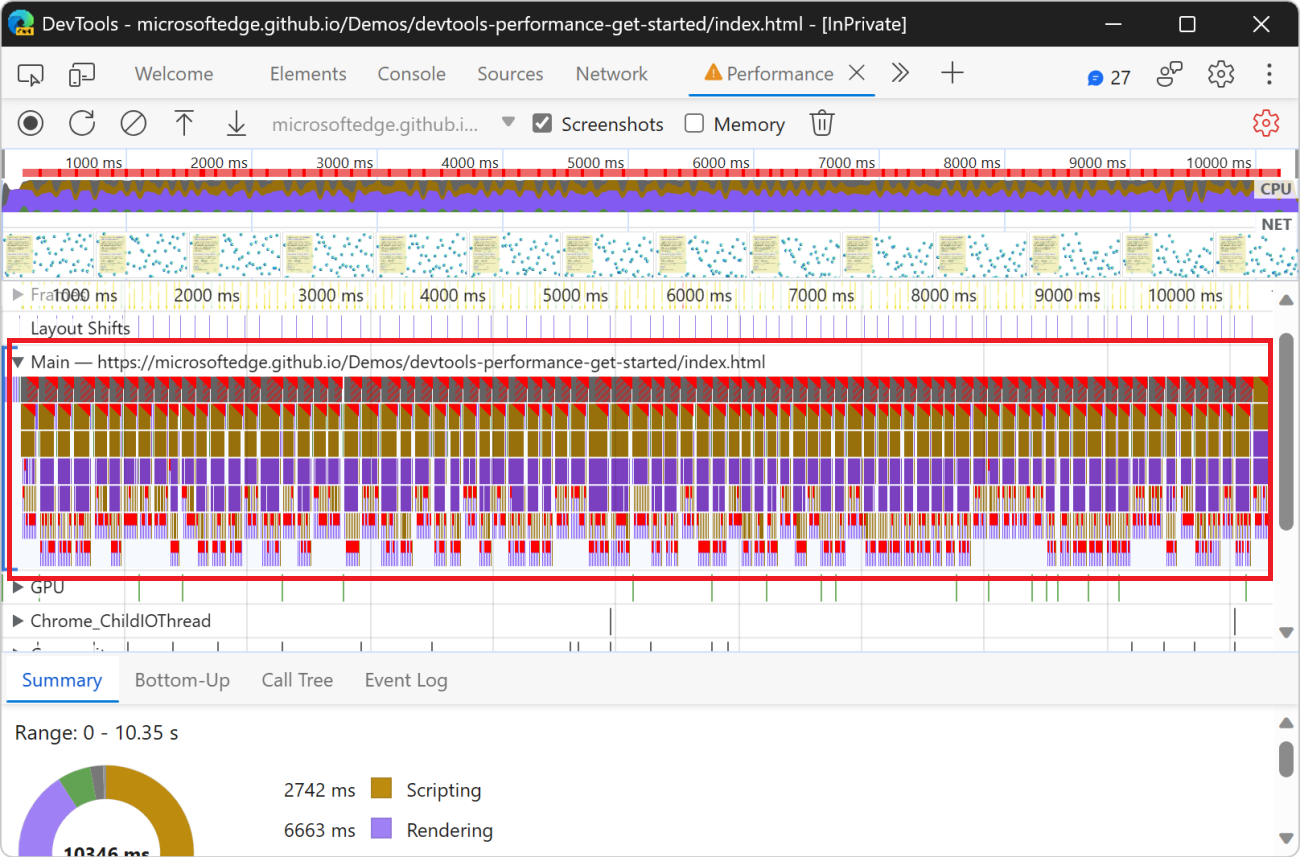 DevTools - microsoftedge.github.io/Demos/devtools-performance-get-started/index.html - [InPrivate]
Welcome Elements Console Sources Network Performance 27
microsoftedge.github.i... Screenshots Memory
1000 ms 2000 ms 3000 ms 4000 ms 5000 ms 6000 ms 7000 ms 8000 ms 9000 ms 10000 ms
CPU
NET
Frames 1000 ms 2000 ms 3000 ms 4000 ms 5000 ms 6000 ms 7000 ms 8000 ms 9000 ms 10000 ms
Layout Shifts
Main — https://microsoftedge.github.io/Demos/devtools-performance-get-started/index.html
GPU
Chrome_ChildIOThread
Summary Bottom-Up Call Tree Event Log
Range: 0 - 10.35 s
2742 ms Scripting
6663 ms Rendering
10346 ms